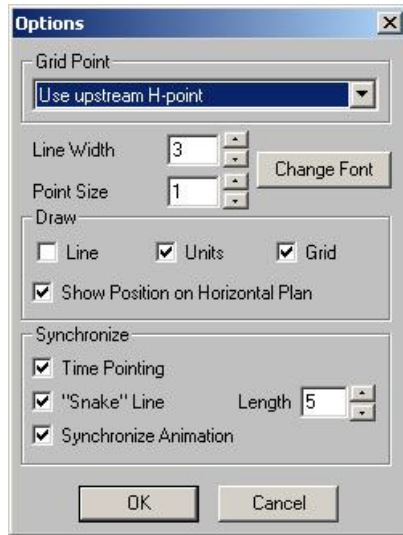 Options
Grid Point
Use upstream H-point
Line Width 3
Change Font
Point Size 1
Draw
Line Units Grid
Show Position on Horizontal Plan
Synchronize
Time Pointing
"Snake" Line Length 5
Synchronize Animation
OK Cancel